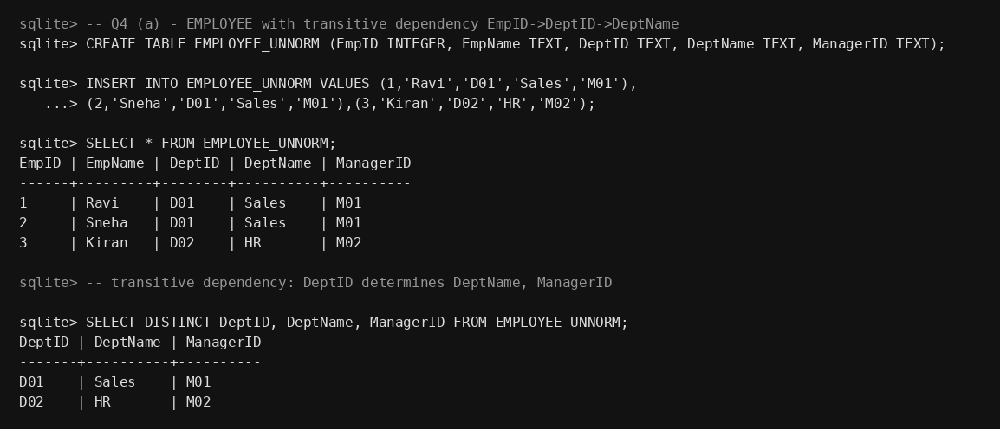 sqlite> -- Q4 (a) - EMPLOYEE with transitive dependency EmpID->DeptID->DeptName
sqlite> CREATE TABLE EMPLOYEE_UNNORM (EmpID INTEGER, EmpName TEXT, DeptID TEXT, DeptName TEXT, ManagerID TEXT);
sqlite> INSERT INTO EMPLOYEE_UNNORM VALUES (1,'Ravi','D01','Sales','M01'),
   ...> (2,'Sneha','D01','Sales','M01'),(3,'Kiran','D02','HR','M02');
sqlite> SELECT * FROM EMPLOYEE_UNNORM;
EmpID | EmpName | DeptID | DeptName | ManagerID
------+---------+--------+----------+----------
1     | Ravi    | D01    | Sales    | M01
2     | Sneha   | D01    | Sales    | M01
3     | Kiran   | D02    | HR       | M02
sqlite> -- transitive dependency: DeptID determines DeptName, ManagerID
sqlite> SELECT DISTINCT DeptID, DeptName, ManagerID FROM EMPLOYEE_UNNORM;
DeptID | DeptName | ManagerID
-------+----------+----------
D01    | Sales    | M01
D02    | HR       | M02